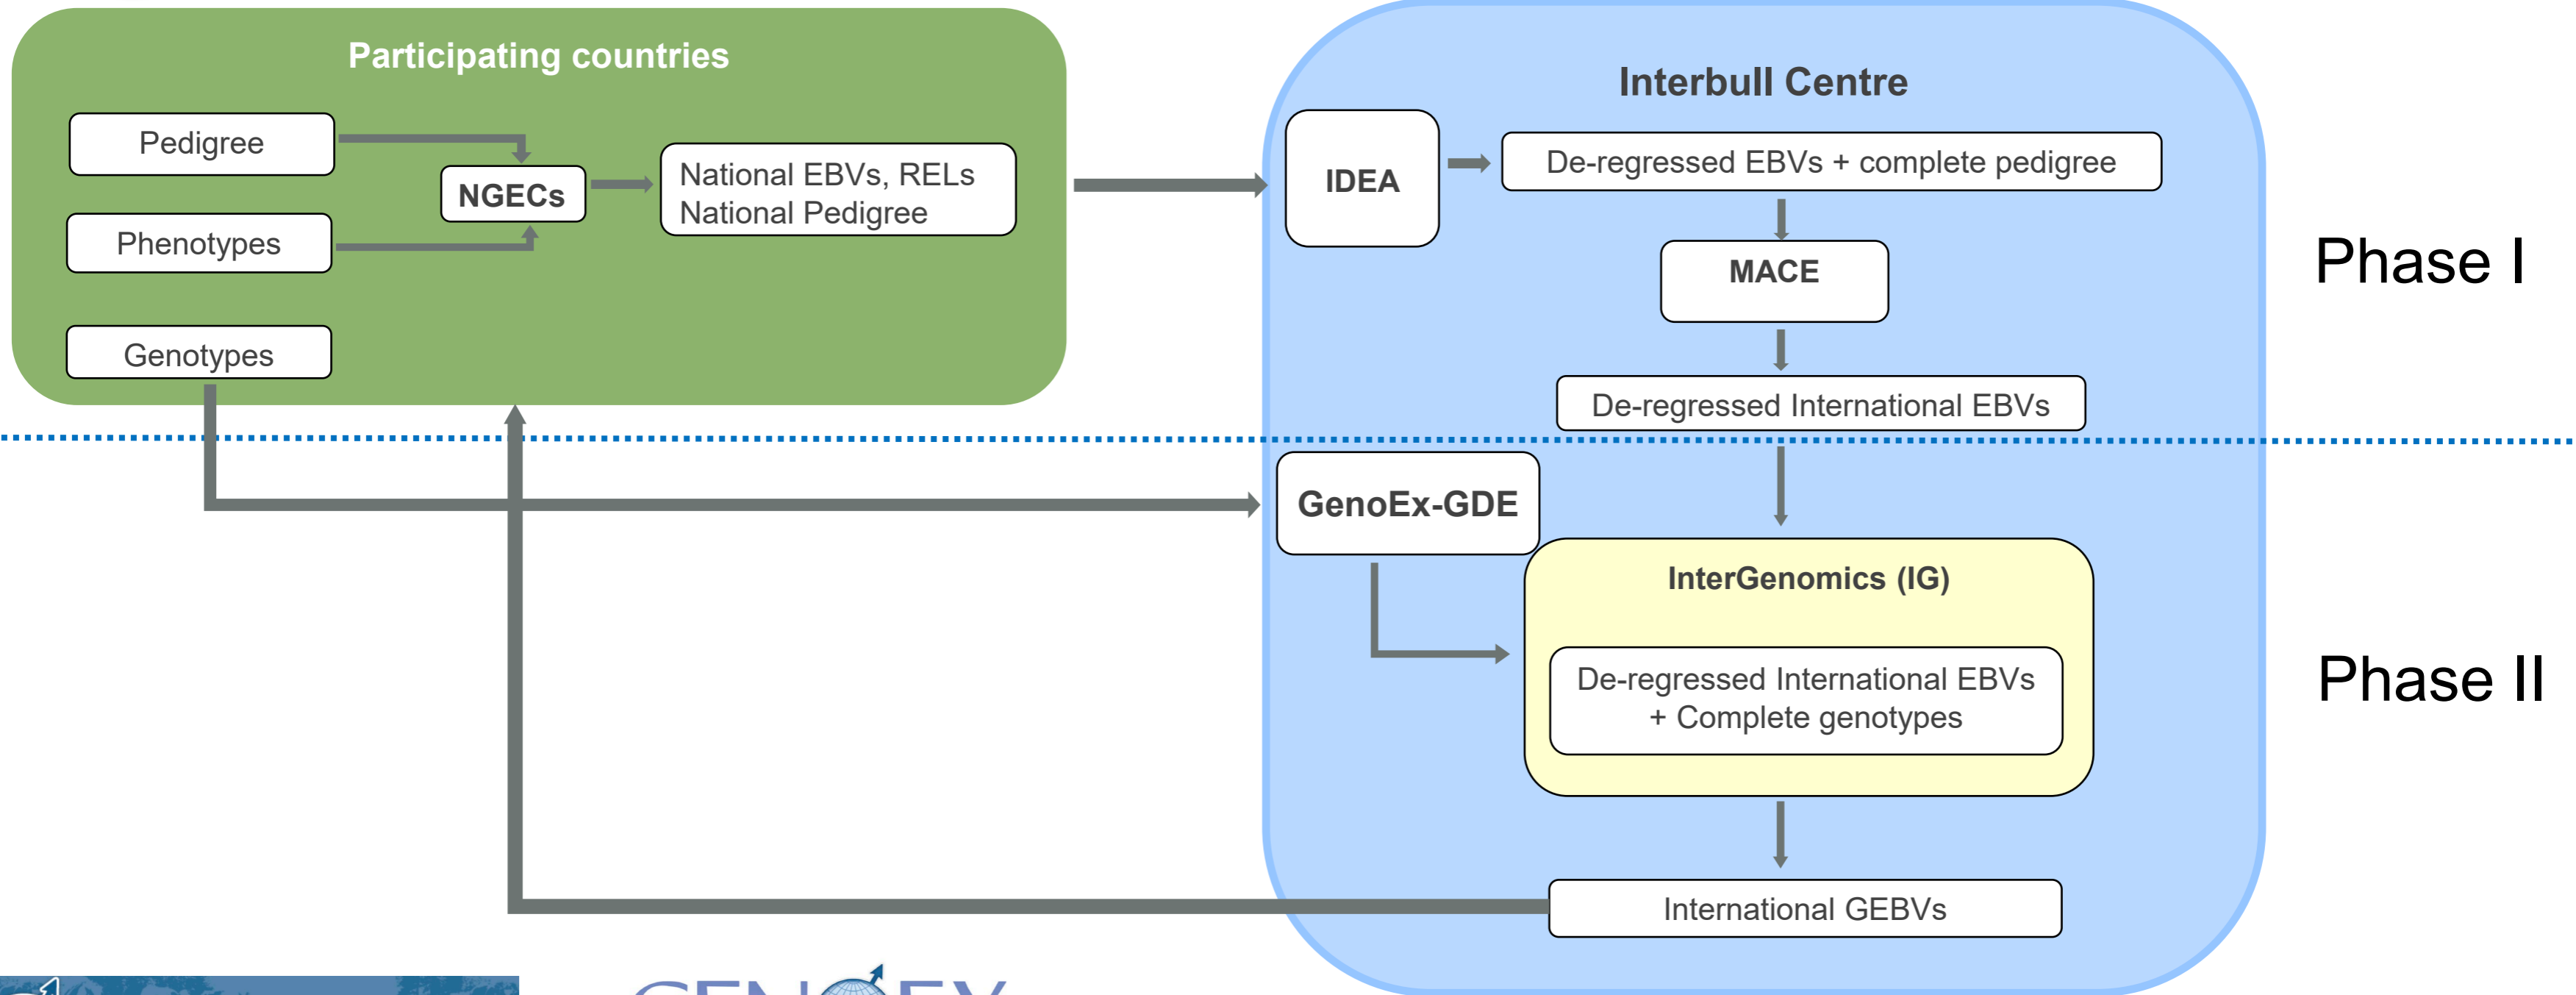 Participating countries
Pedigree
Phenotypes
Genotypes
NGECs
National EBVs, RELs
National Pedigree
Interbull Centre
IDEA
De-regressed EBVs + complete pedigree
MACE
De-regressed International EBVs
Phase I
GenoEx-GDE
InterGenomics (IG)
De-regressed International EBVs
+ Complete genotypes
International GEBVs
Phase II